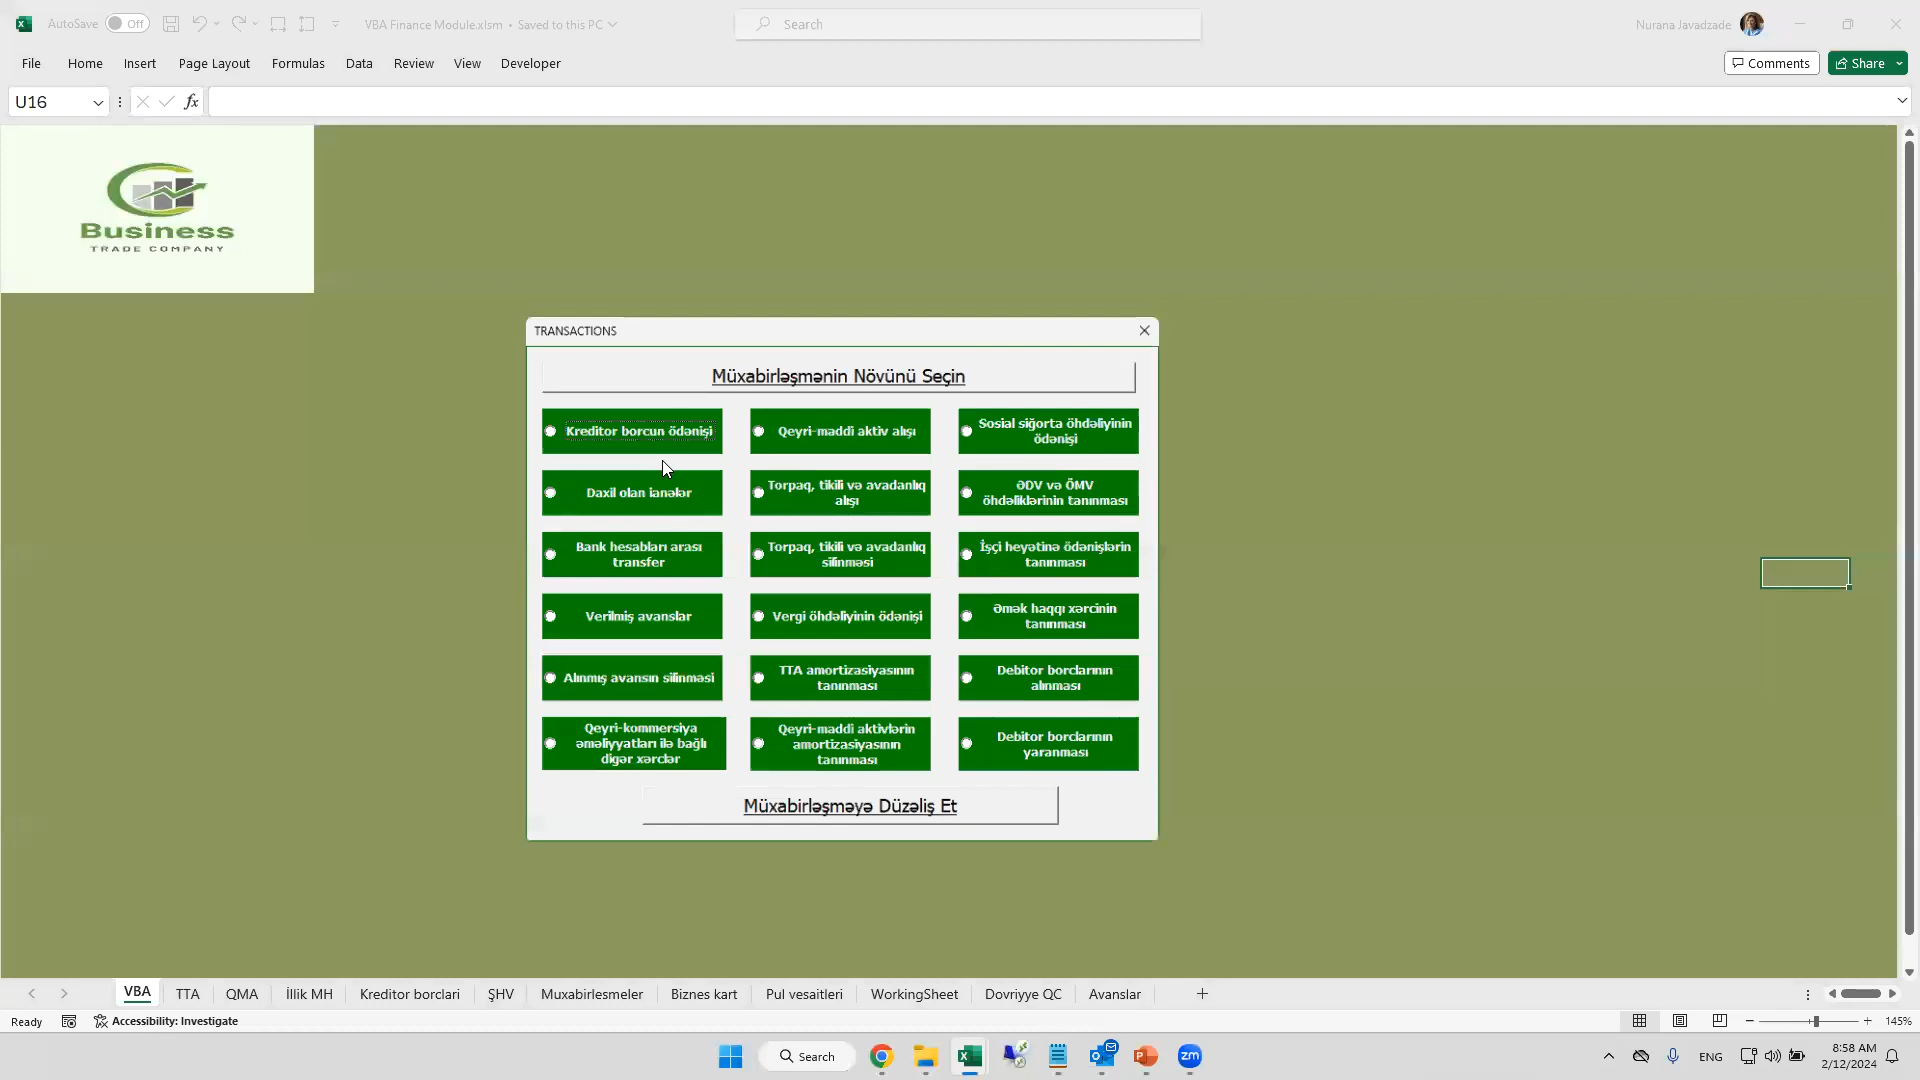 AutoSave Off VBA Finance Module.xlsm • Saved to this PC Search Nurana Javadzade
File Home Insert Page Layout Formulas Data Review View Developer Comments Share
U16 fx
Business
TRADE COMPANY
TRANSACTIONS
Müxabirləşmənin Növünü Seçin
Kreditor borcun ödənişi
Daxil olan ianələr
Bank hesabları arası
transfer
Verilmiş avanslar
Alınmış avansın silinməsi
Qeyri-kommersiya
əməliyyatları ilə bağlı
digər xərclər
Qeyri-maddi aktiv alışı
Torpaq, tikili və avadanlıq
alışı
Torpaq, tikili və avadanlıq
silinməsi
Vergi öhdəliyinin ödənişi
TTA amortizasiyasının
tanınması
Qeyri-maddi aktivlərin
amortizasiyasının
tanınması
Sosial siğorta öhdəliyinin
ödənişi
ƏDV və ÖMV
öhdəliklərinin tanınması
İşçi heyətinə ödənişlərin
tanınması
Əmək haqqı xərcinin
tanınması
Debitor borclarının
alınması
Debitor borclarının
yaranması
Müxabirləşməyə Düzəliş Et
VBA TTA QMA İllik MH Kreditor borclari ŞHV Muxabirlesmeler Biznes kart Pul vesaitleri WorkingSheet Dovriyye QC Avanslar
Ready Accessibility: Investigate 145%
Search ENG 8:58 AM
2/12/2024